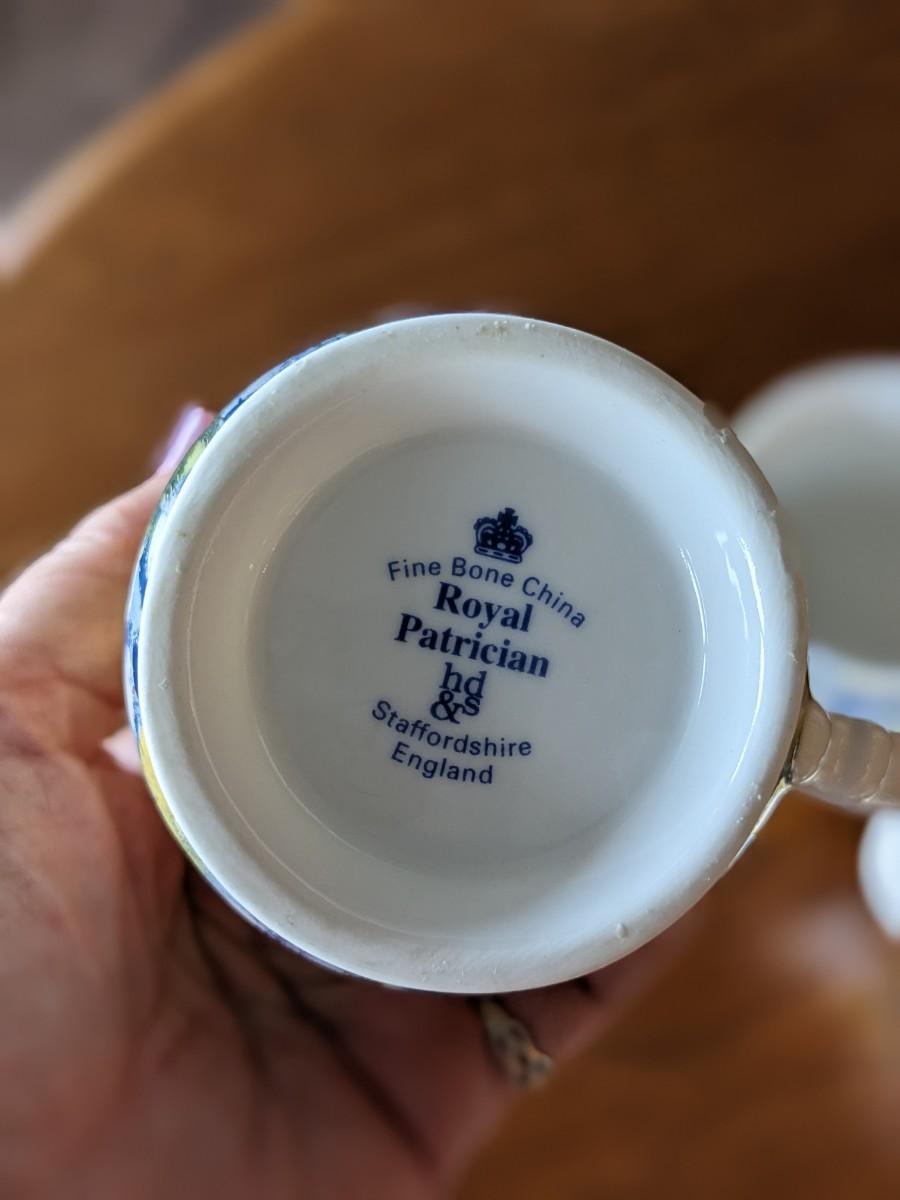 Fine Bone China
Royal
Patrician
hd
&s
Staffordshire
England